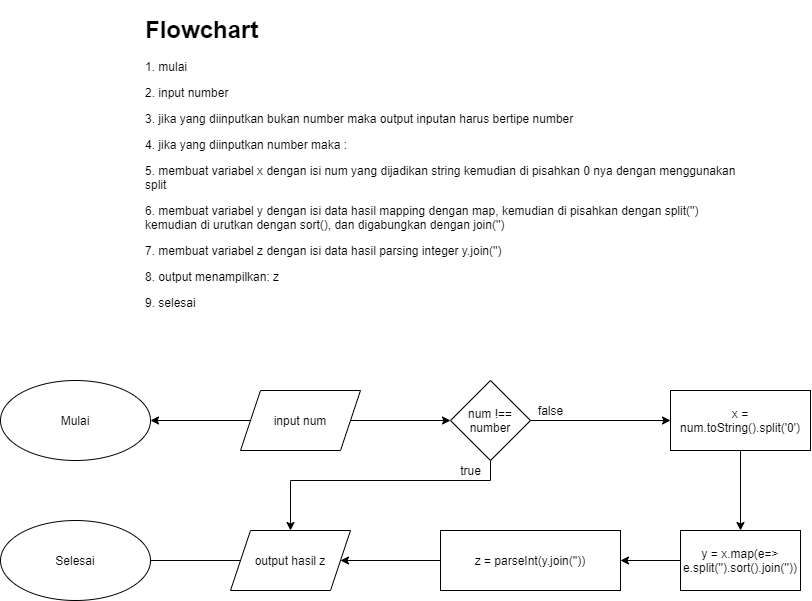 Flowchart
1. mulai
2. input number
3. jika yang diinputkan bukan number maka output inputan harus bertipe number
4. jika yang diinputkan number maka :
5. membuat variabel x dengan isi num yang dijadikan string kemudian di pisahkan 0 nya dengan menggunakan
split
6. membuat variabel y dengan isi data hasil mapping dengan map, kemudian di pisahkan dengan split('')
kemudian di urutkan dengan sort(), dan digabungkan dengan join('')
7. membuat variabel z dengan isi data hasil parsing integer y.join('')
8. output menampilkan: z
9. selesai
Mulai
input num
num !==
number
false
x =
num.toString().split('0')
true
Selesai
output hasil z
z = parseInt(y.join(''))
y = x.map(e=>
e.split('').sort().join(''))